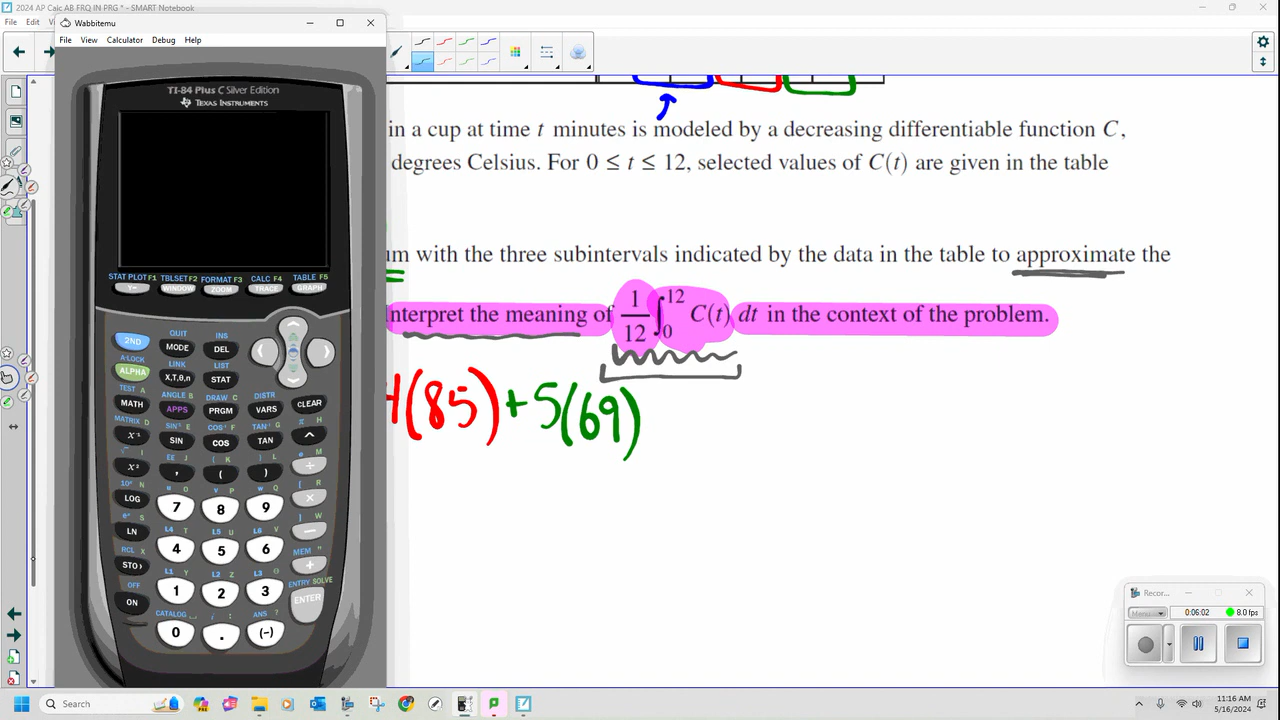 2024 AP Calc AB FRQ IN PRG * - SMART Notebook
File Edit
Wabbitemu
File View Calculator Debug Help
TI-84 Plus C Silver Edition
TEXAS INSTRUMENTS
in a cup at time t minutes is modeled by a decreasing differentiable function C,
degrees Celsius. For 0 ≤ t ≤ 12, selected values of C(t) are given in the table
um with the three subintervals indicated by the data in the table to approximate the
nterpret the meaning of 1/12 ∫₀¹² C(t) dt in the context of the problem.
4(85) + 5(69)
STAT PLOT F1 TBLSET F2 FORMAT F3 CALC F4 TABLE F5
Y= WINDOW ZOOM TRACE GRAPH
QUIT INS
2ND MODE DEL
A-LOCK LINK LIST
ALPHA X,T,θ,n STAT
TEST A ANGLE B DRAW C DISTR
MATH APPS PRGM VARS CLEAR
MATRIX D SIN⁻¹ E COS⁻¹ F TAN⁻¹ G π H
X⁻¹ SIN COS TAN ^
√ I EE J { K } L e M
X² , ( ) ÷
10ˣ N u O v P w Q [ R
LOG 7 8 9 ×
eˣ S L4 T L5 U L6 V ] W
LN 4 5 6 −
RCL X L1 Y L2 Z L3 θ MEM "
STO› 1 2 3 +
OFF CATALOG ⎵ i : ANS ? ENTRY SOLVE
ON 0 . (-) ENTER
Recor...
Menu
0:06:02 8.0 fps
Search
11:16 AM
5/16/2024